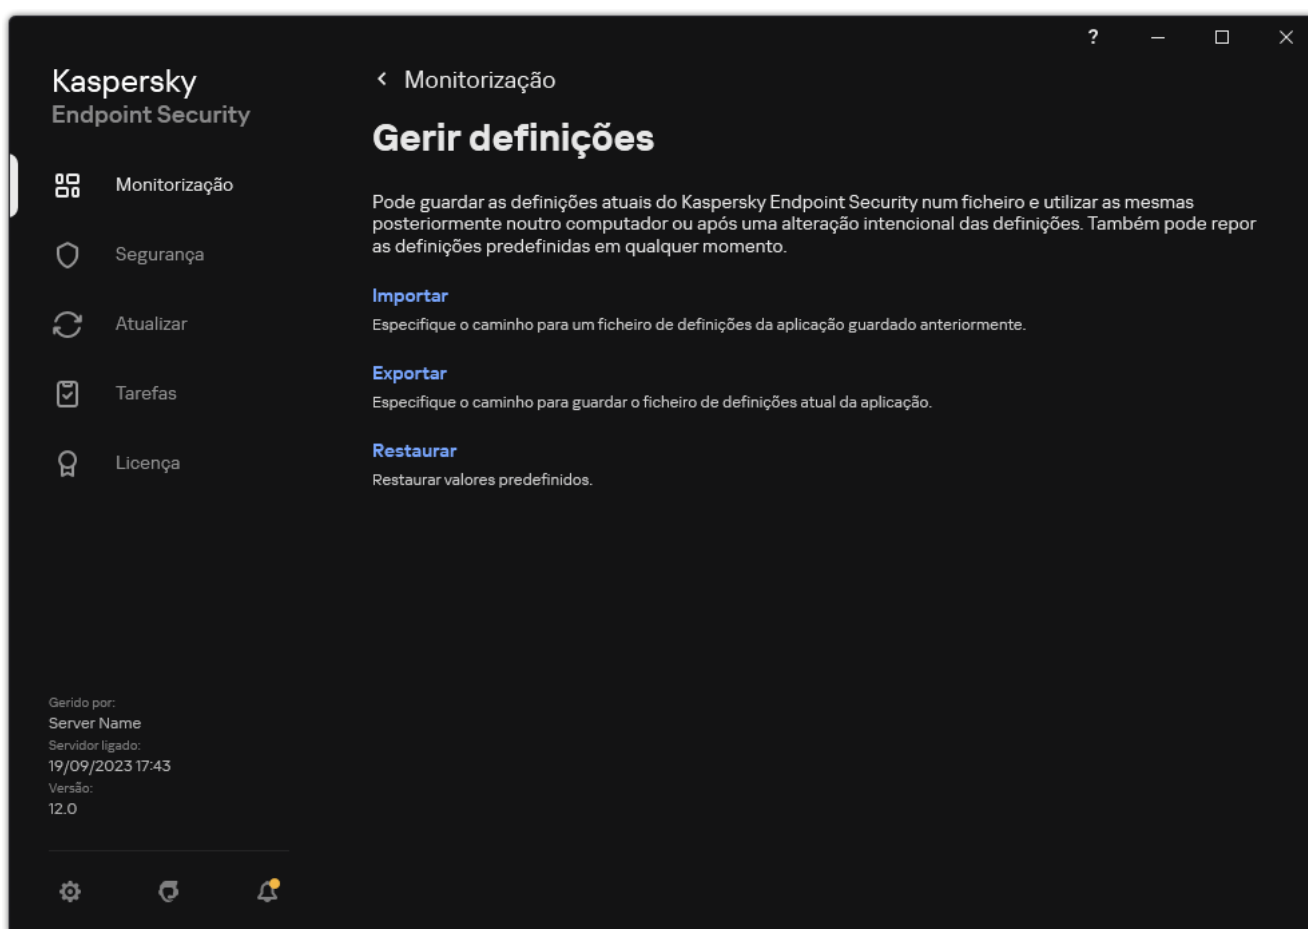 ?
Kaspersky
Endpoint Security
Monitorização
Segurança
Atualizar
Tarefas
Licença
Gerido por:
Server Name
Servidor ligado:
19/09/2023 17:43
Versão:
12.0
Monitorização
Gerir definições
Pode guardar as definições atuais do Kaspersky Endpoint Security num ficheiro e utilizar as mesmas
posteriormente noutro computador ou após uma alteração intencional das definições. Também pode repor
as definições predefinidas em qualquer momento.
Importar
Especifique o caminho para um ficheiro de definições da aplicação guardado anteriormente.
Exportar
Especifique o caminho para guardar o ficheiro de definições atual da aplicação.
Restaurar
Restaurar valores predefinidos.